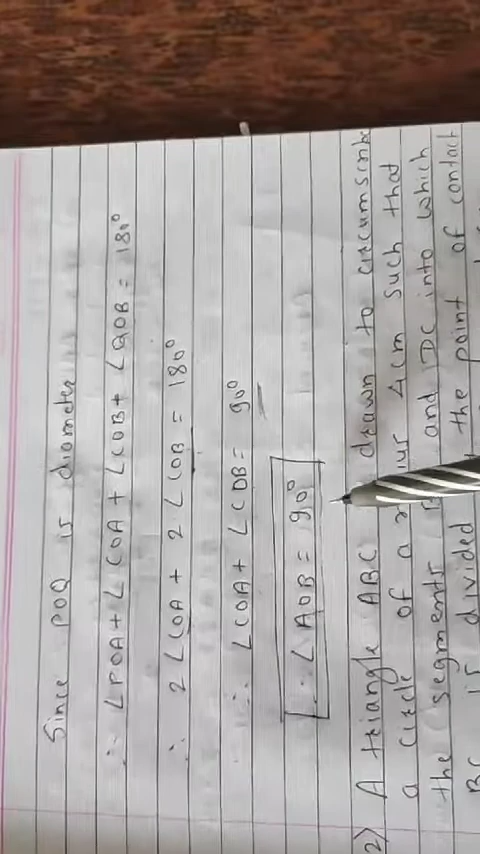 Since POQ is diameter
∴ ∠POA + ∠COA + ∠COB + ∠QOB = 180°
∴ 2∠COA + 2∠COB = 180°
∴ ∠COA + ∠COB = 90°
∴ ∠AOB = 90°
2) A triangle ABC drawn to circumscribe
a circle of a 4cm such that
the segments and DC into which
BC is divided the point of contact